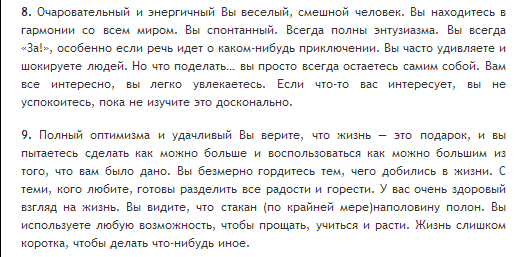 8. Очаровательный и энергичный Вы веселый, смешной человек. Вы находитесь в
гармонии со всем миром. Вы спонтанный. Всегда полны энтузиазма. Вы всегда
«За!», особенно если речь идет о каком-нибудь приключении. Вы часто удивляете и
шокируете людей. Но что поделать... вы просто всегда остаетесь самим собой. Вам
все интересно, вы легко увлекаетесь. Если что-то вас интересует, вы не
успокоитесь, пока не изучите это досконально.
9. Полный оптимизма и удачливый Вы верите, что жизнь — это подарок, и вы
пытаетесь сделать как можно больше и воспользоваться как можно большим из
того, что вам было дано. Вы безмерно гордитесь тем, чего добились в жизни. С
теми, кого любите, готовы разделить все радости и горести. У вас очень здоровый
взгляд на жизнь. Вы видите, что стакан (по крайней мере)наполовину полон. Вы
используете любую возможность, чтобы прощать, учиться и расти. Жизнь слишком
коротка, чтобы делать что-нибудь иное.